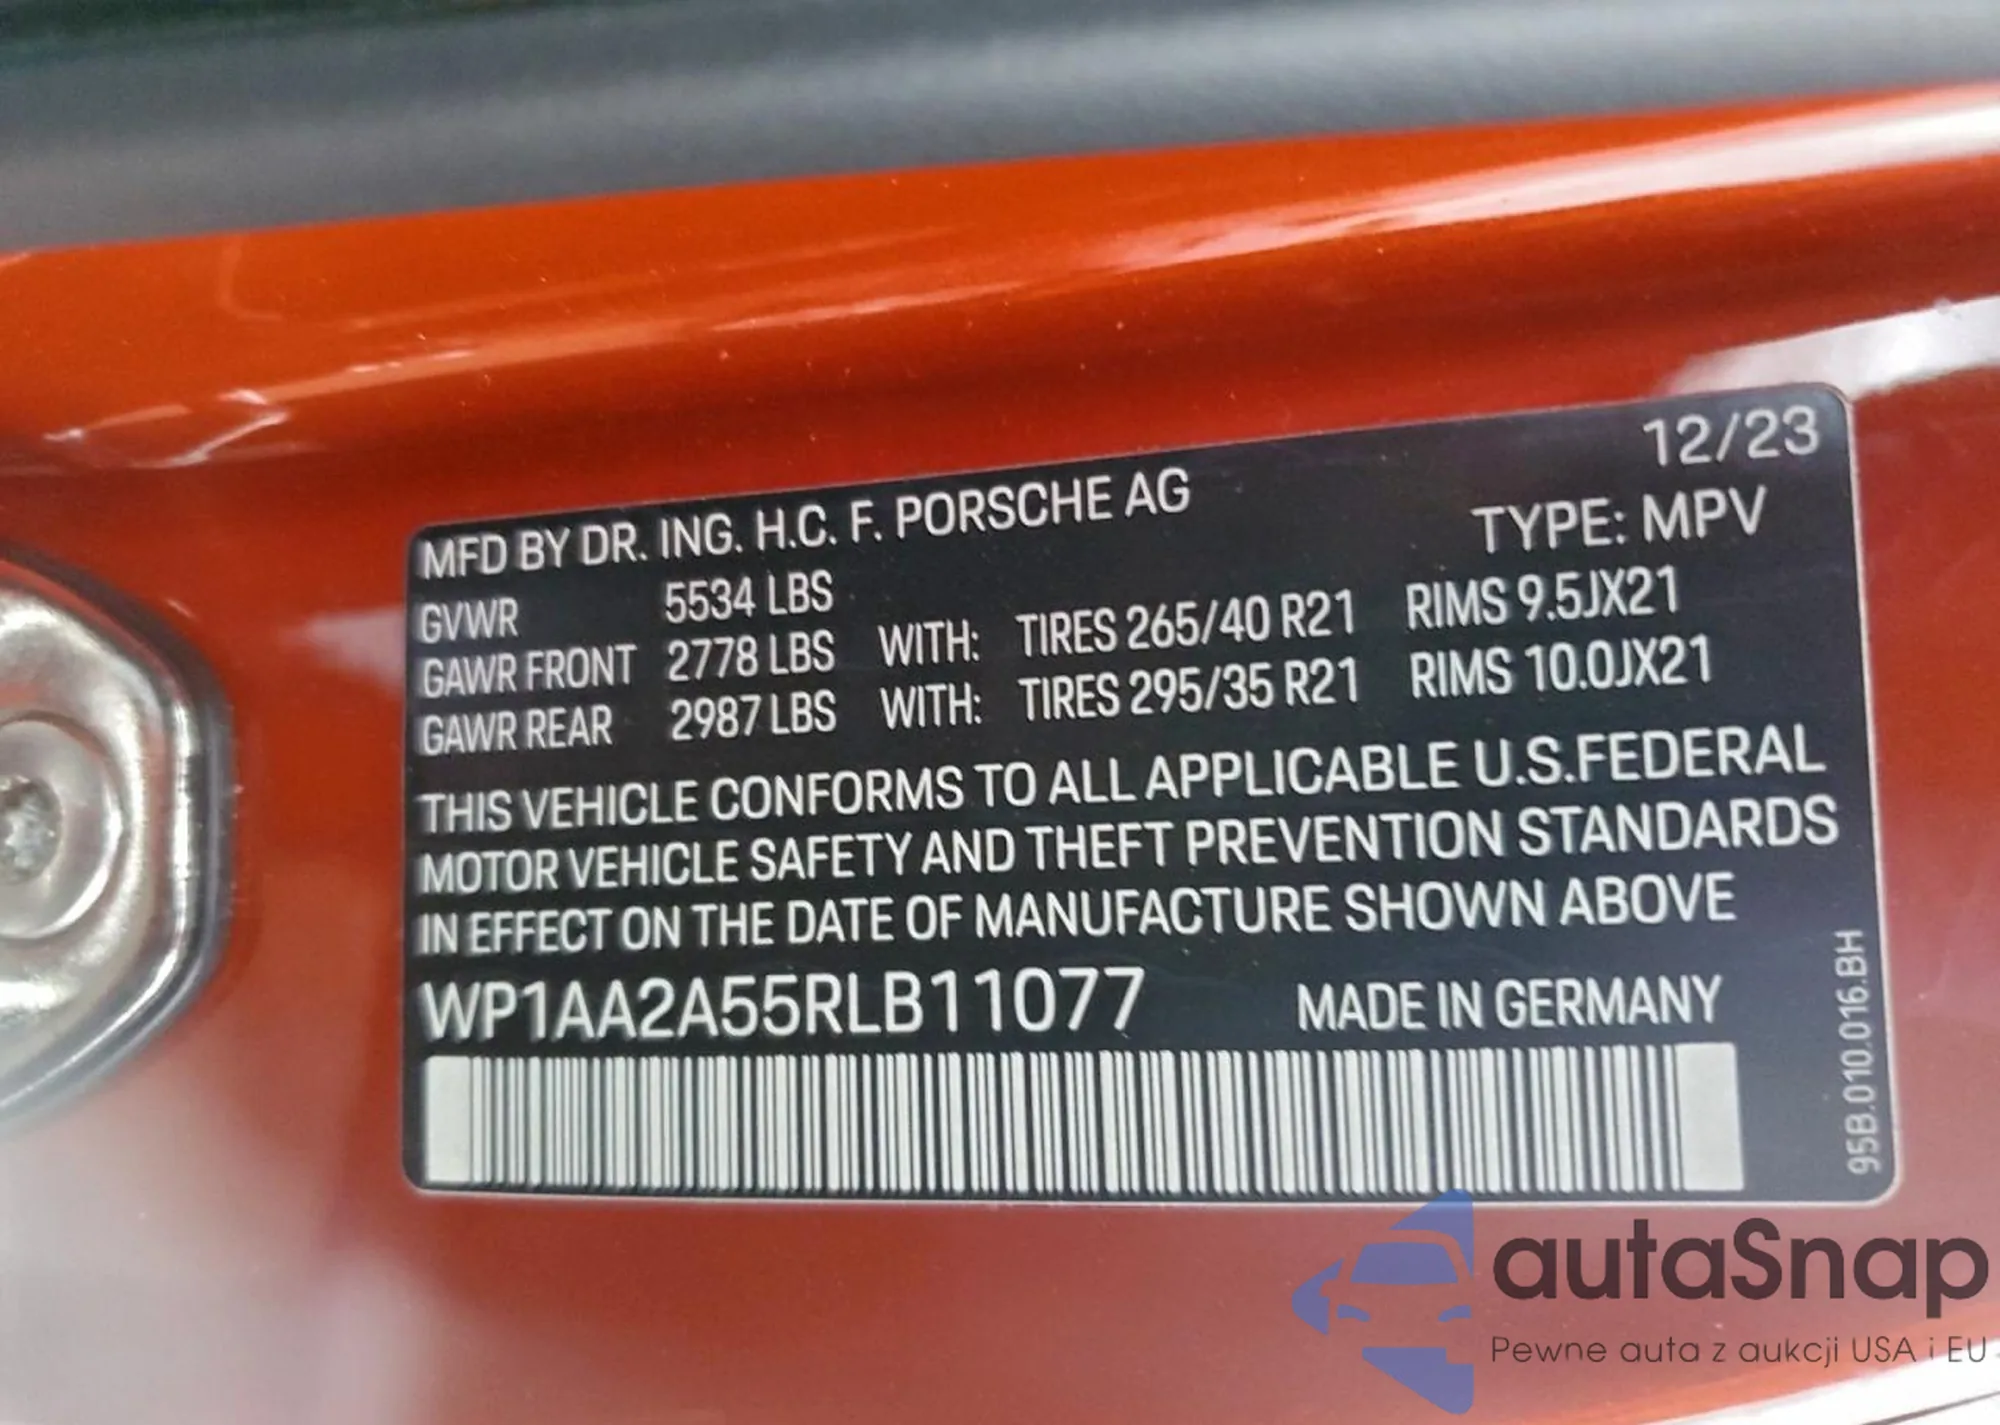 12/23
MFD BY DR. ING. H.C. F. PORSCHE AG TYPE: MPV
GVWR 5534 LBS
GAWR FRONT 2778 LBS WITH: TIRES 265/40 R21 RIMS 9.5JX21
GAWR REAR 2987 LBS WITH: TIRES 295/35 R21 RIMS 10.0JX21
THIS VEHICLE CONFORMS TO ALL APPLICABLE U.S.FEDERAL
MOTOR VEHICLE SAFETY AND THEFT PREVENTION STANDARDS
IN EFFECT ON THE DATE OF MANUFACTURE SHOWN ABOVE
WP1AA2A55RLB11077 MADE IN GERMANY
95B.010.016.BH
autaSnap
Pewne auta z aukcji USA i EU